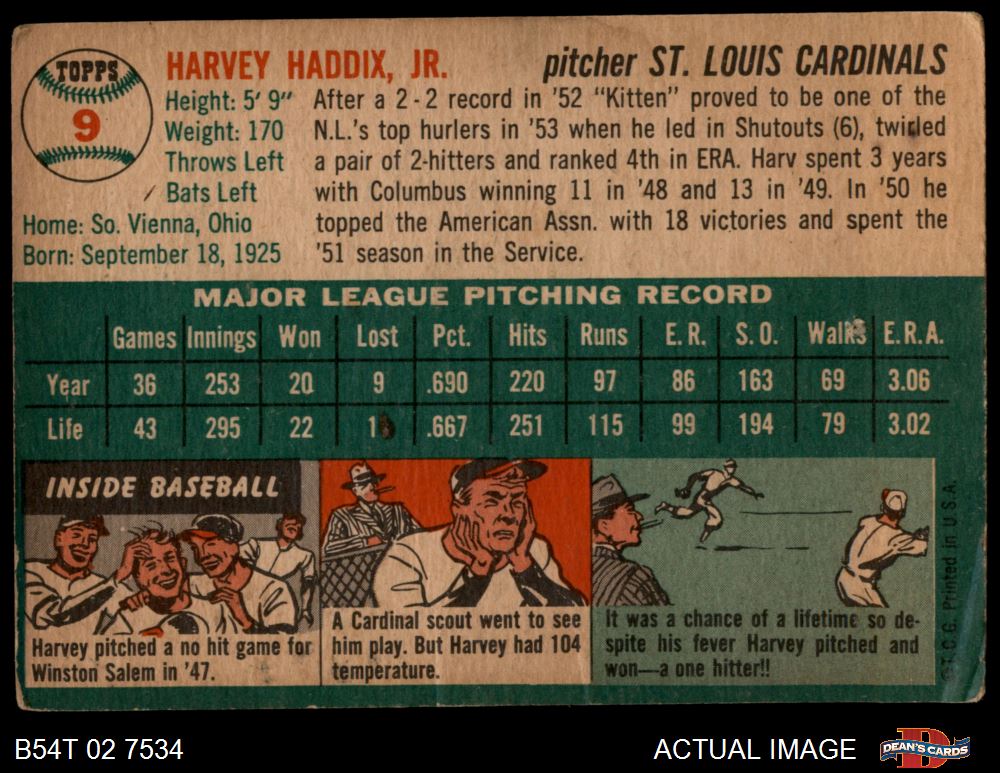 TOPPS
9
HARVEY HADDIX, JR.
pitcher ST. LOUIS CARDINALS
Height: 5' 9"
Weight: 170
Throws Left
Bats Left
Home: So. Vienna, Ohio
Born: September 18, 1925
After a 2-2 record in '52 "Kitten" proved to be one of the
N.L.'s top hurlers in '53 when he led in Shutouts (6), twirled
a pair of 2-hitters and ranked 4th in ERA. Harv spent 3 years
with Columbus winning 11 in '48 and 13 in '49. In '50 he
topped the American Assn. with 18 victories and spent the
'51 season in the Service.
MAJOR LEAGUE PITCHING RECORD
Games Innings Won Lost Pct. Hits Runs E.R. S.O. Walks E.R.A.
Year 36 253 20 9 .690 220 97 86 163 69 3.06
Life 43 295 22 .667 251 115 99 194 79 3.02
INSIDE BASEBALL
Harvey pitched a no hit game for
Winston Salem in '47.
A Cardinal scout went to see
him play. But Harvey had 104
temperature.
It was a chance of a lifetime so de-
spite his fever Harvey pitched and
won—a one hitter!!
© T.C.G. Printed in U.S.A.
B54T 02 7534
ACTUAL IMAGE
DEAN'S CARDS